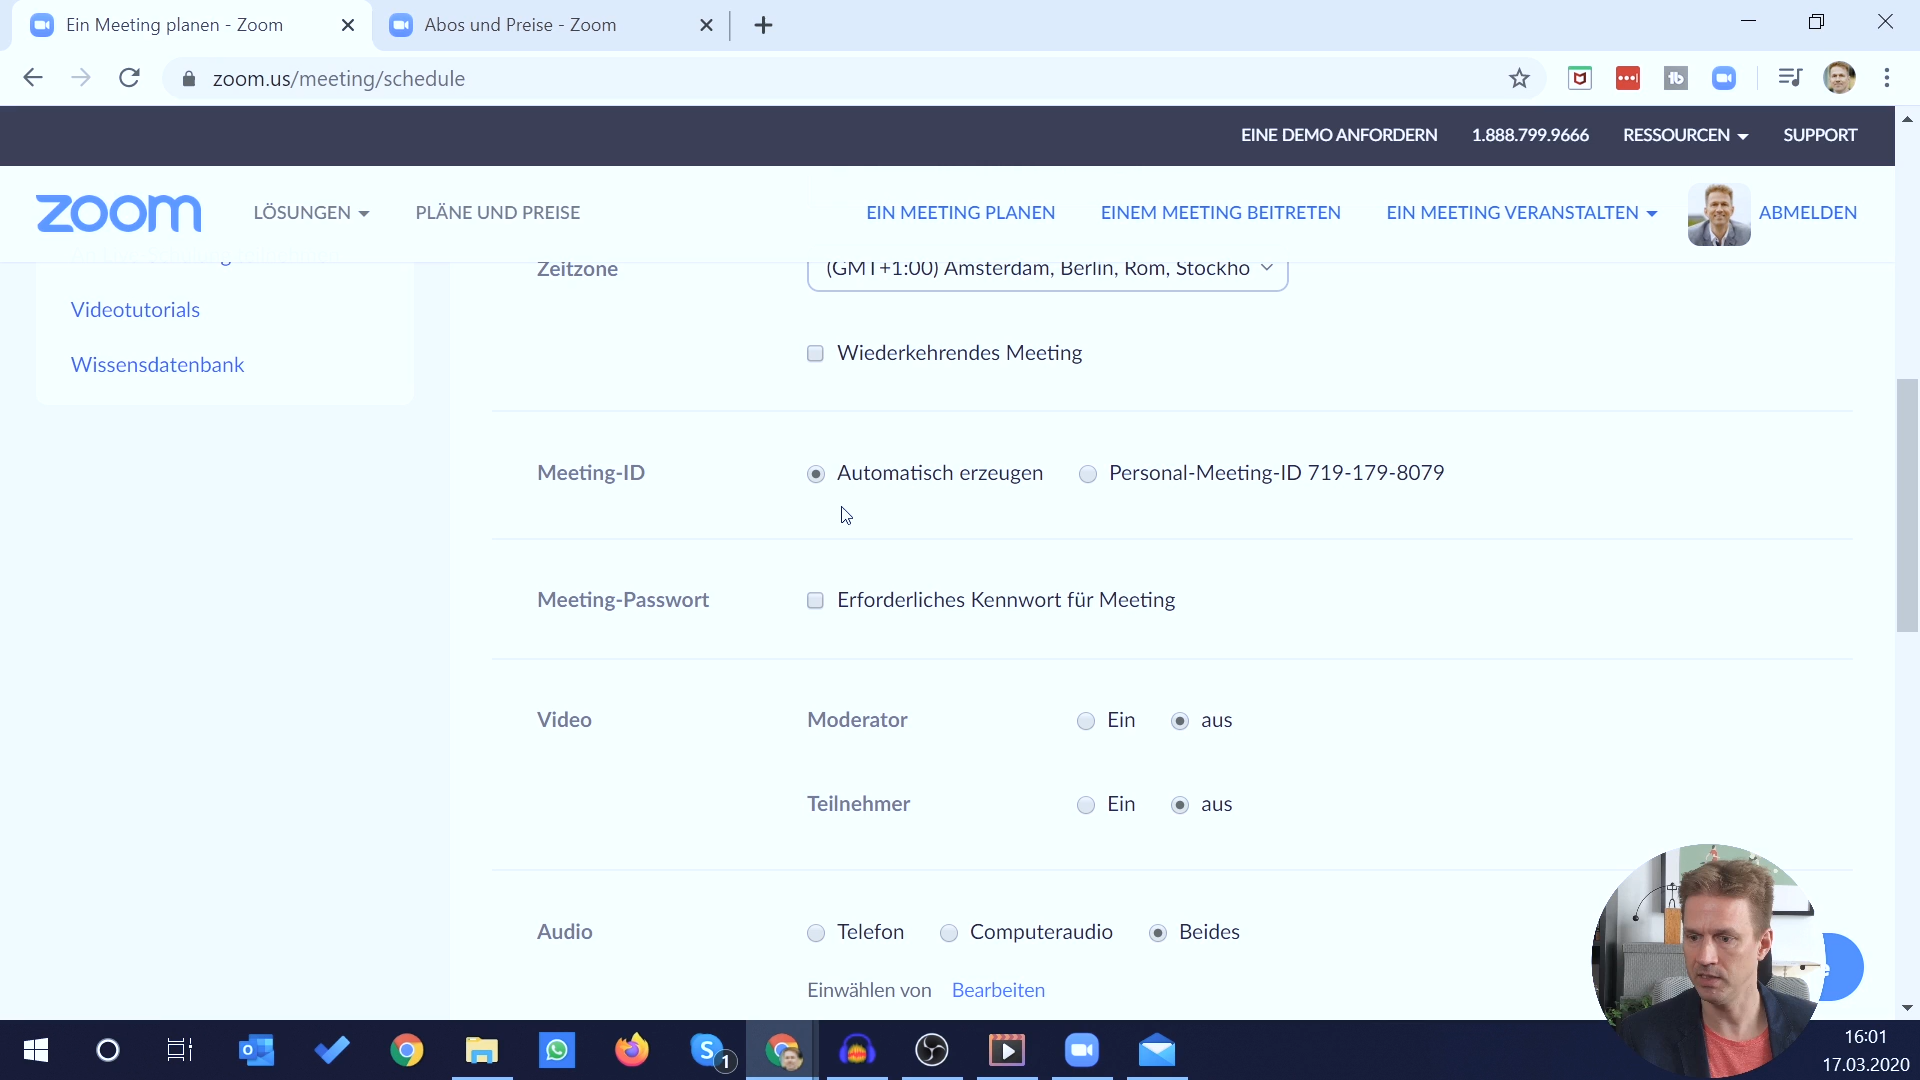 Ein Meeting planen - Zoom
Abos und Preise - Zoom
zoom.us/meeting/schedule
EINE DEMO ANFORDERN 1.888.799.9666 RESSOURCEN SUPPORT
zoom LÖSUNGEN PLÄNE UND PREISE EIN MEETING PLANEN EINEM MEETING BEITRETEN EIN MEETING VERANSTALTEN ABMELDEN
Videotutorials
Wissensdatenbank
Zeitzone (GMT+1:00) Amsterdam, Berlin, Rom, Stockho
Wiederkehrendes Meeting
Meeting-ID Automatisch erzeugen Personal-Meeting-ID 719-179-8079
Meeting-Passwort Erforderliches Kennwort für Meeting
Video Moderator Ein aus
Teilnehmer Ein aus
Audio Telefon Computeraudio Beides
Einwählen von Bearbeiten
1
16:01
17.03.2020